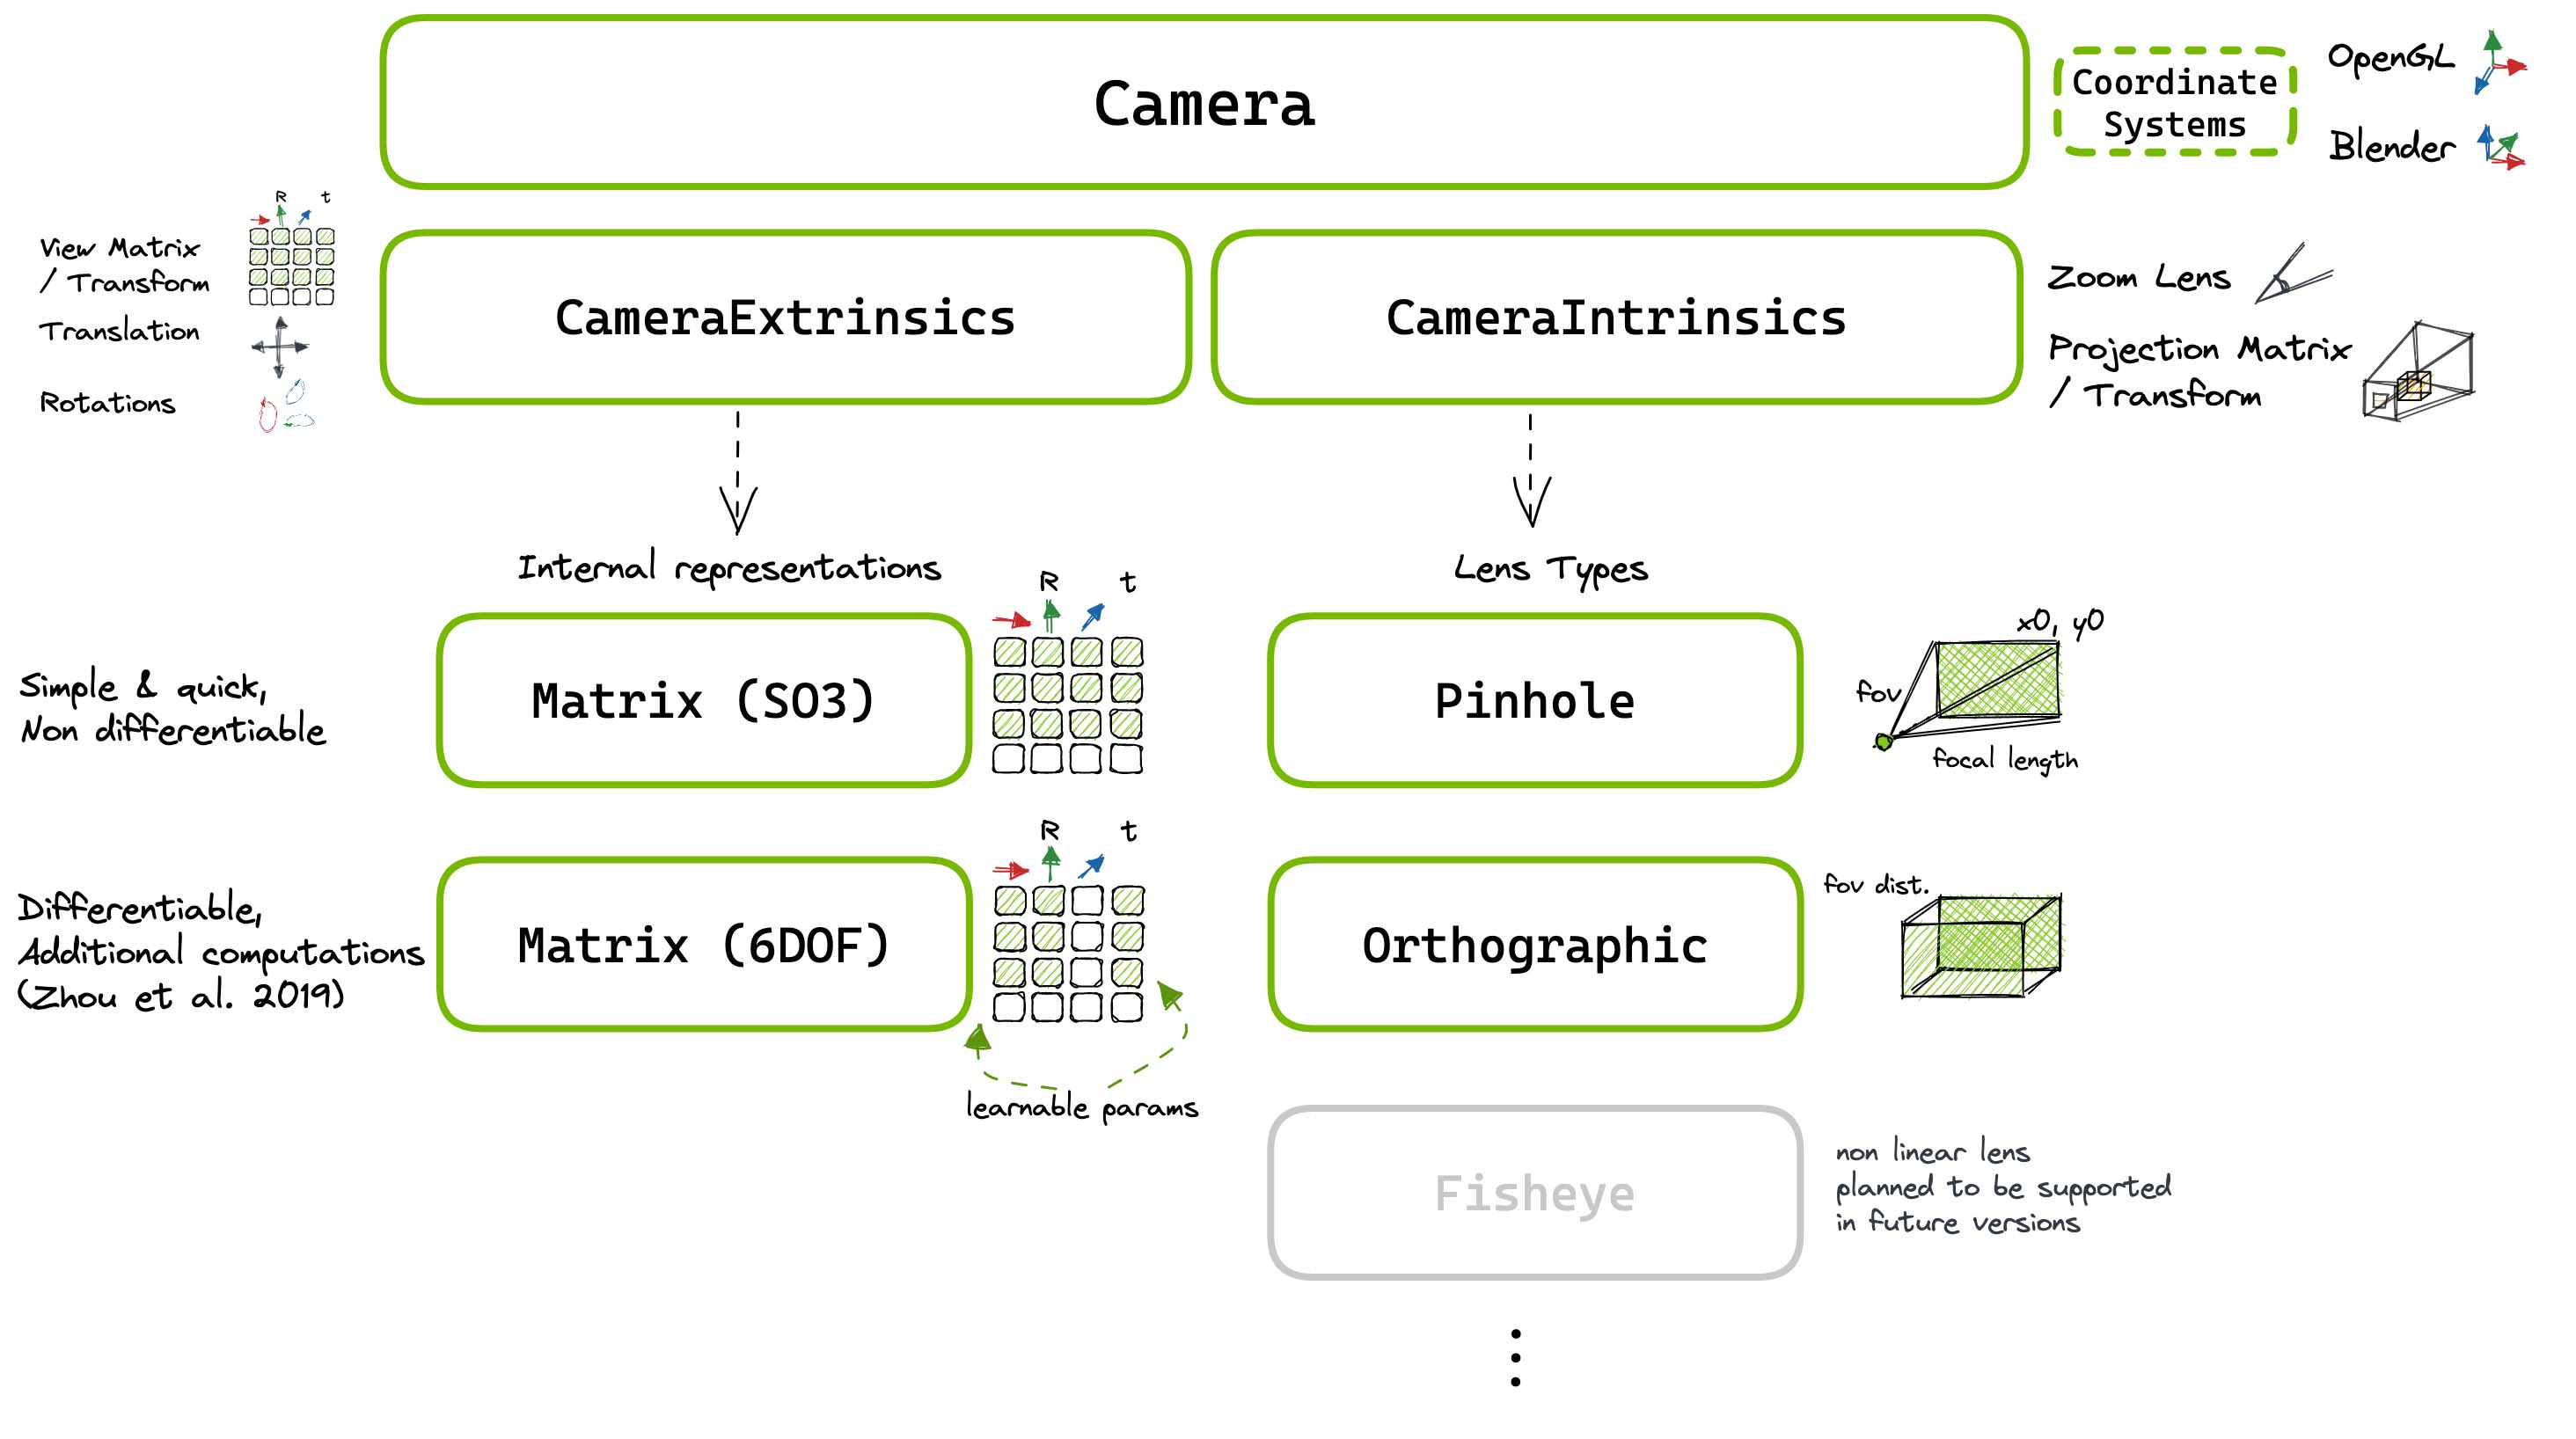 Camera
Coordinate
Systems
OpenGL
Blender
R t
View Matrix
/ Transform
Translation
Rotations
CameraExtrinsics
CameraIntrinsics
Zoom Lens
Projection Matrix
/ Transform
Internal representations
Lens Types
Simple & quick,
Non differentiable
Matrix (SO3)
R t
Pinhole
x0, y0
fov
focal length
Differentiable,
Additional computations
(Zhou et al. 2019)
Matrix (6DOF)
R t
learnable params
Orthographic
fov dist.
Fisheye
non linear lens
planned to be supported
in future versions